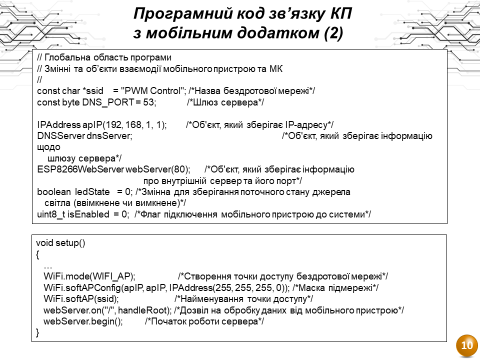 Програмний код зв’язку КП
з мобільним додатком (2)
// Глобальна область програми
// Змінні та об'єкти взаємодії мобільного пристрою та МК
//
const char *ssid = "PWM Control"; /*Назва бездротової мережі*/
const byte DNS_PORT = 53; /*Шлюз сервера*/
IPAddress apIP(192, 168, 1, 1); /*Об'єкт, який зберігає IP-адресу*/
DNSServer dnsServer; /*Об'єкт, який зберігає інформацію
щодо
шлюзу сервера*/
ESP8266WebServer webServer(80); /*Об'єкт, який зберігає інформацію
про внутрішній сервер та його порт*/
boolean ledState = 0; /*Змінна для зберігання поточного стану джерела
світла (ввімкнене чи вимкнене)*/
uint8_t isEnabled = 0; /*Флаг підключення мобільного пристрою до системи*/
void setup()
{
…
WiFi.mode(WIFI_AP); /*Створення точки доступу бездротової мережі*/
WiFi.softAPConfig(apIP, apIP, IPAddress(255, 255, 255, 0)); /*Маска підмережі*/
WiFi.softAP(ssid); /*Найменування точки доступу*/
webServer.on("/", handleRoot); /*Дозвіл на обробку даних від мобільного пристрою*/
webServer.begin(); /*Початок роботи сервера*/
}
10